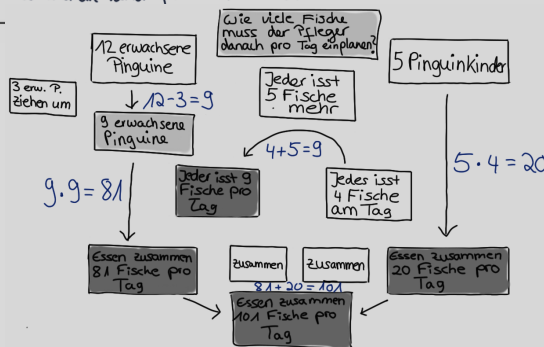 Wie viele Fische
muss der Pfleger
danach pro Tag einplanen?
12 erwachsene
Pinguine
5 Pinguinkinder
3 erw. P.
ziehen um
12-3=9
Jeder isst
5 Fische
mehr
9 erwachsene
Pinguine
4+5=9
5·4=20
9·9=81
Jeder isst 9
Fische pro
Tag
Jedes isst
4 Fische
am Tag
Essen zusammen
81 Fische pro
Tag
zusammen
zusammen
Essen zusammen
20 Fische pro
Tag
81+20=101
Essen zusammen
101 Fische pro
Tag